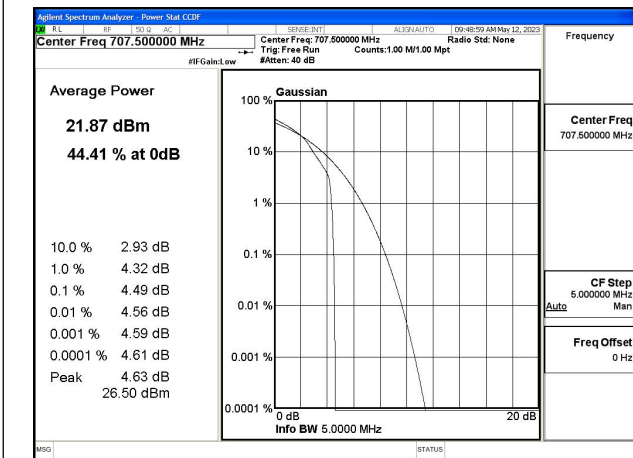 Agilent Spectrum Analyzer - Power Stat CCDF
RL RF 50 Ω AC SENSE:INT ALIGN AUTO 09:48:59 AM May 12, 2023
Center Freq 707.500000 MHz
Center Freq: 707.500000 MHz Radio Std: None
Trig: Free Run Counts:1.00 M/1.00 Mpt
#IFGain:Low #Atten: 40 dB
Frequency
Average Power
21.87 dBm
44.41 % at 0dB
10.0 % 2.93 dB
1.0 % 4.32 dB
0.1 % 4.49 dB
0.01 % 4.56 dB
0.001 % 4.59 dB
0.0001 % 4.61 dB
Peak 4.63 dB
26.50 dBm
Gaussian
100 %
10 %
1 %
0.1 %
0.01 %
0.001 %
0.0001 %
0 dB 20 dB
Info BW 5.0000 MHz
Center Freq
707.500000 MHz
CF Step
5.000000 MHz
Auto Man
Freq Offset
0 Hz
MSG STATUS